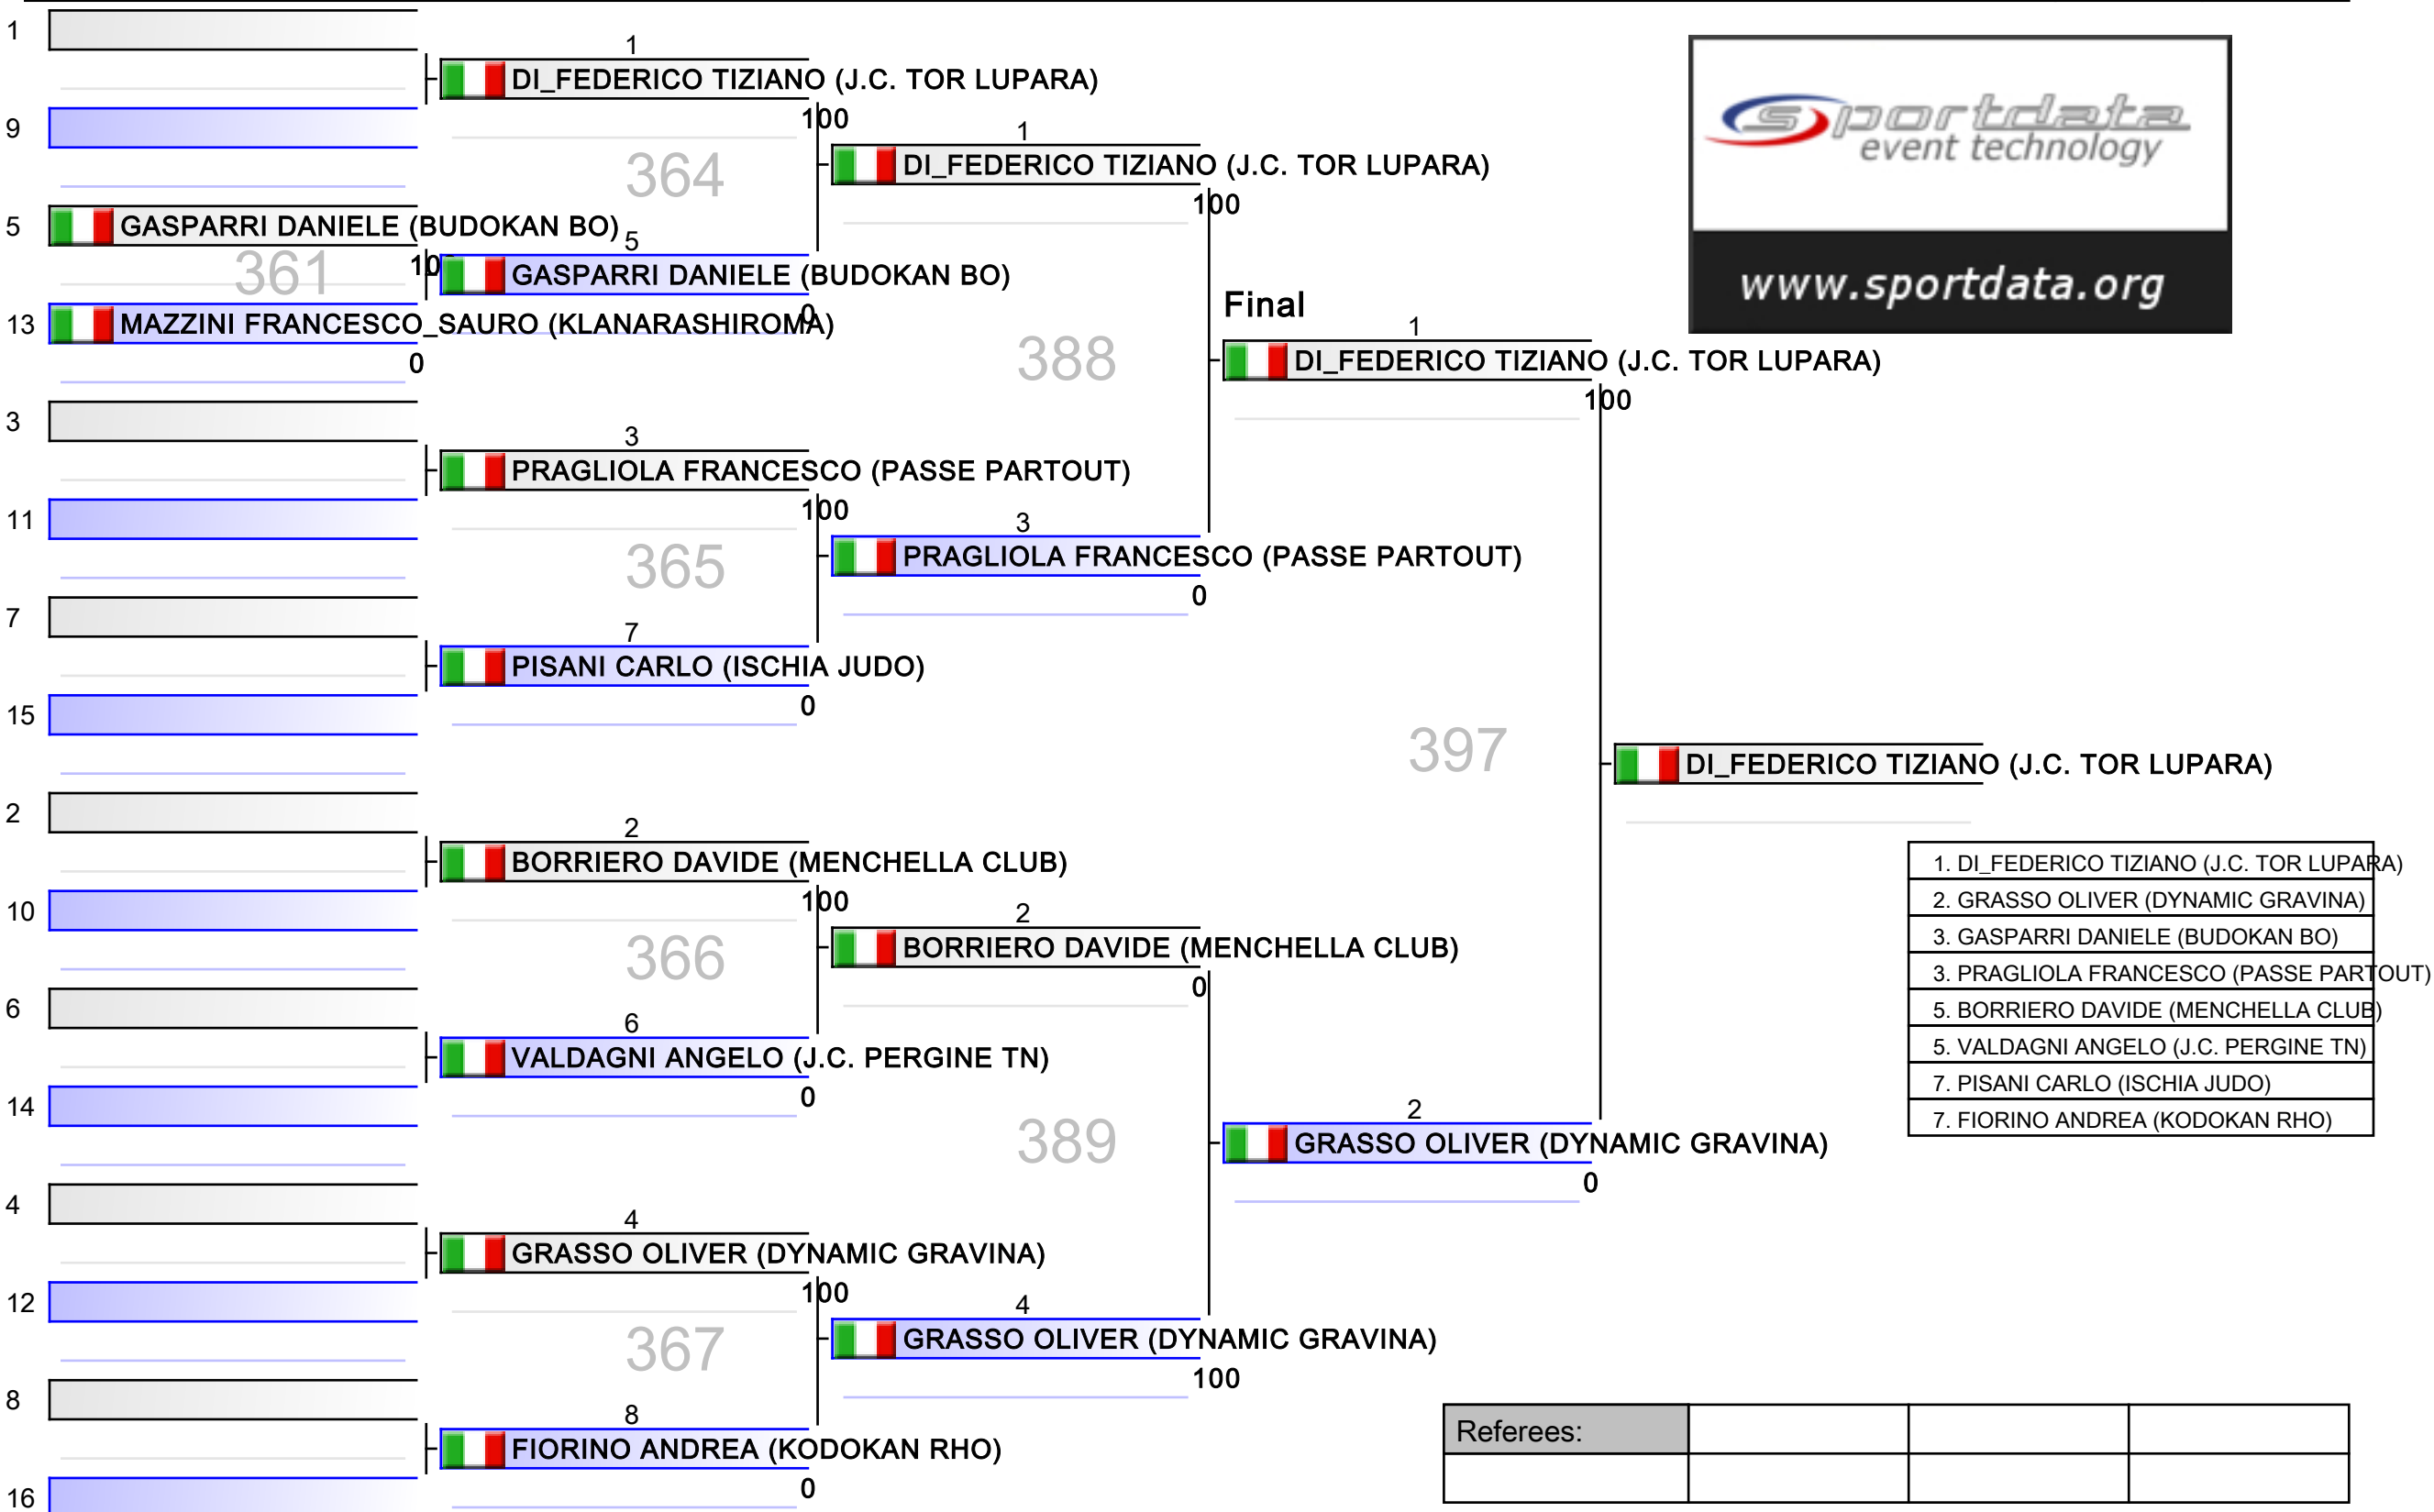 1
1
DI_FEDERICO TIZIANO (J.C. TOR LUPARA)
100
9
364
1
DI_FEDERICO TIZIANO (J.C. TOR LUPARA)
100
sportdata
event technology
www.sportdata.org
5
GASPARRI DANIELE (BUDOKAN BO)
361
5
GASPARRI DANIELE (BUDOKAN BO)
0
13
MAZZINI FRANCESCO_SAURO (KLANARASHIROMA)
0
388
Final
1
DI_FEDERICO TIZIANO (J.C. TOR LUPARA)
100
3
3
PRAGLIOLA FRANCESCO (PASSE PARTOUT)
100
11
365
3
PRAGLIOLA FRANCESCO (PASSE PARTOUT)
0
7
7
PISANI CARLO (ISCHIA JUDO)
0
15
397
DI_FEDERICO TIZIANO (J.C. TOR LUPARA)
2
2
BORRIERO DAVIDE (MENCHELLA CLUB)
100
10
366
2
BORRIERO DAVIDE (MENCHELLA CLUB)
0
6
6
VALDAGNI ANGELO (J.C. PERGINE TN)
0
14
389
2
GRASSO OLIVER (DYNAMIC GRAVINA)
0
1. DI_FEDERICO TIZIANO (J.C. TOR LUPARA)
2. GRASSO OLIVER (DYNAMIC GRAVINA)
3. GASPARRI DANIELE (BUDOKAN BO)
3. PRAGLIOLA FRANCESCO (PASSE PARTOUT)
5. BORRIERO DAVIDE (MENCHELLA CLUB)
5. VALDAGNI ANGELO (J.C. PERGINE TN)
7. PISANI CARLO (ISCHIA JUDO)
7. FIORINO ANDREA (KODOKAN RHO)
4
4
GRASSO OLIVER (DYNAMIC GRAVINA)
100
12
367
4
GRASSO OLIVER (DYNAMIC GRAVINA)
100
8
8
FIORINO ANDREA (KODOKAN RHO)
0
16
Referees: